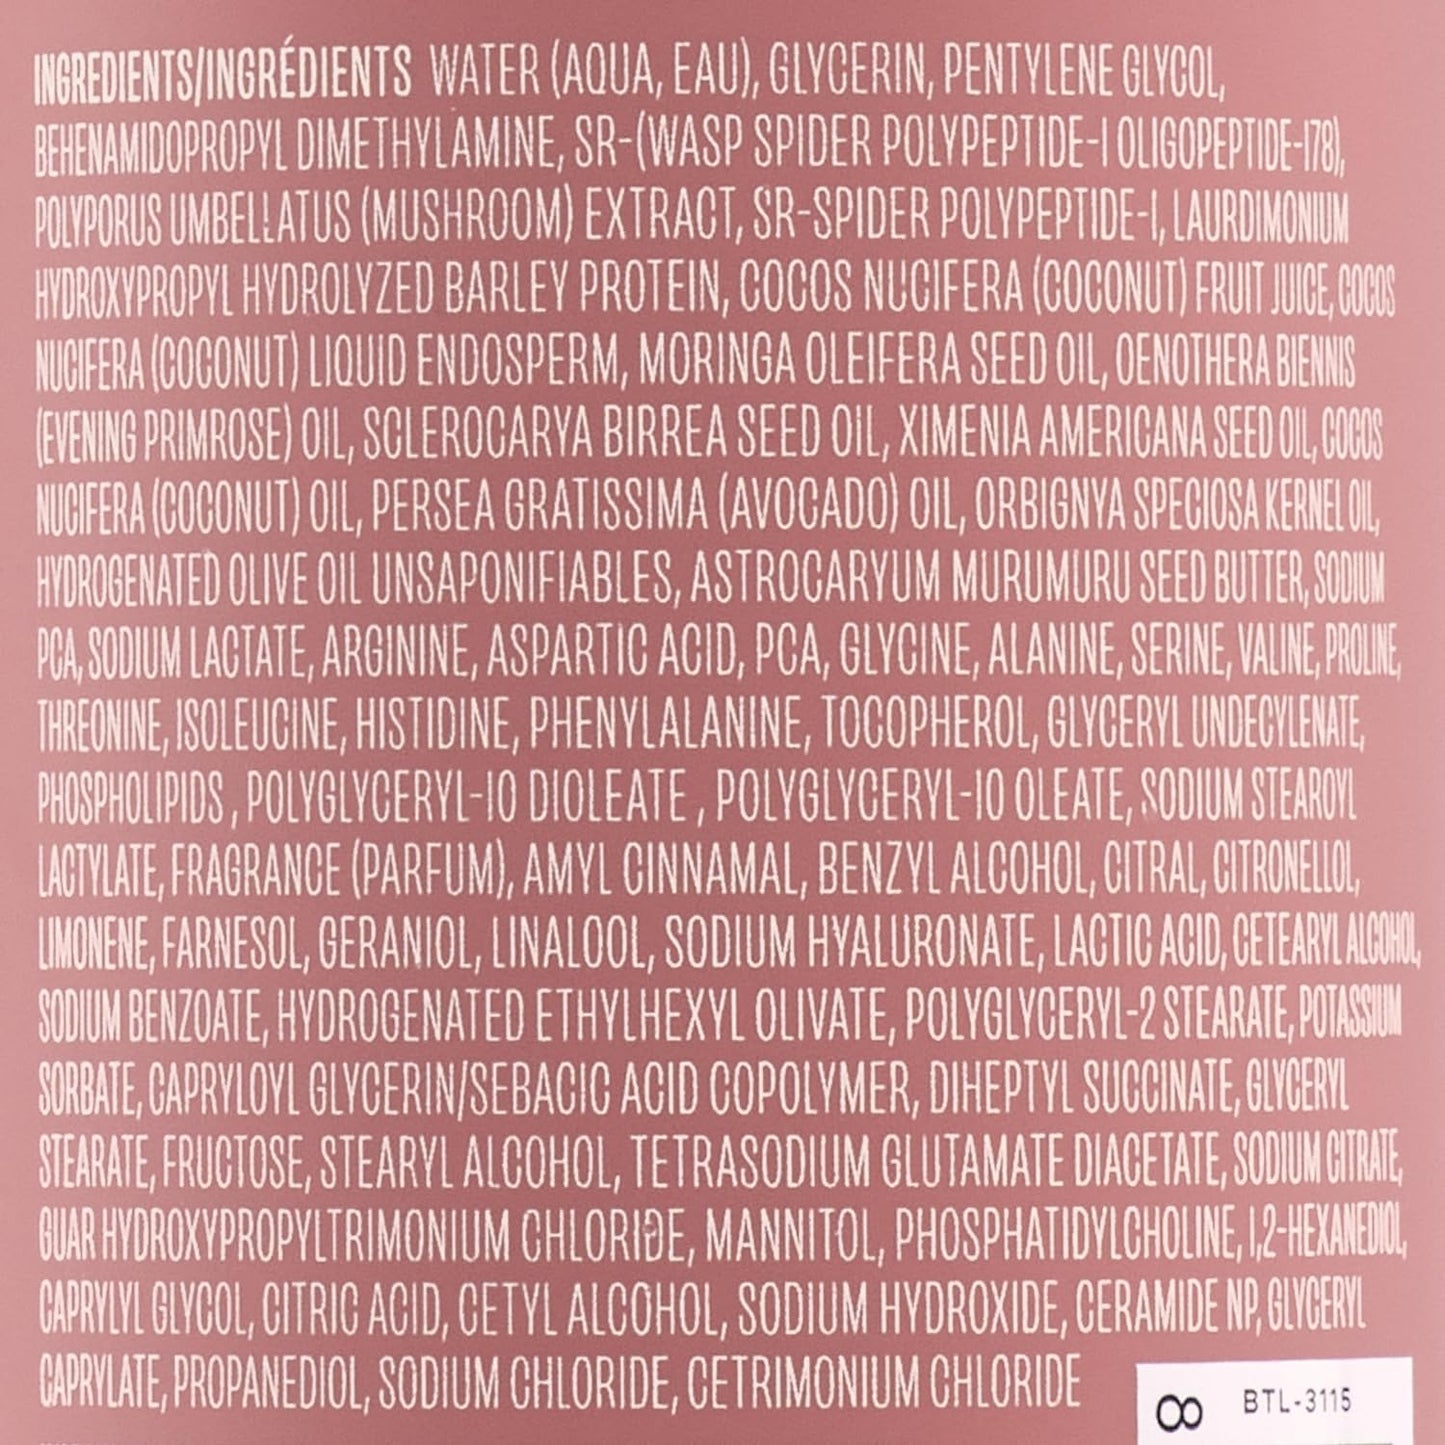 INGREDIENTS/INGRÉDIENTS WATER (AQUA, EAU), GLYCERIN, PENTYLENE GLYCOL,
BEHENAMIDOPROPYL DIMETHYLAMINE, SR-(WASP SPIDER POLYPEPTIDE-1 OLIGOPEPTIDE-178),
POLYPORUS UMBELLATUS (MUSHROOM) EXTRACT, SR-SPIDER POLYPEPTIDE-1, LAURDIMONIUM
HYDROXYPROPYL HYDROLYZED BARLEY PROTEIN, COCOS NUCIFERA (COCONUT) FRUIT JUICE, COCOS
NUCIFERA (COCONUT) LIQUID ENDOSPERM, MORINGA OLEIFERA SEED OIL, OENOTHERA BIENNIS
(EVENING PRIMROSE) OIL, SCLEROCARYA BIRREA SEED OIL, XIMENIA AMERICANA SEED OIL, COCOS
NUCIFERA (COCONUT) OIL, PERSEA GRATISSIMA (AVOCADO) OIL, ORBIGNYA SPECIOSA KERNEL OIL,
HYDROGENATED OLIVE OIL UNSAPONIFIABLES, ASTROCARYUM MURUMURU SEED BUTTER, SODIUM
PCA, SODIUM LACTATE, ARGININE, ASPARTIC ACID, PCA, GLYCINE, ALANINE, SERINE, VALINE, PROLINE,
THREONINE, ISOLEUCINE, HISTIDINE, PHENYLALANINE, TOCOPHEROL, GLYCERYL UNDECYLENATE,
PHOSPHOLIPIDS , POLYGLYCERYL-10 DIOLEATE , POLYGLYCERYL-10 OLEATE, SODIUM STEAROYL
LACTYLATE, FRAGRANCE (PARFUM), AMYL CINNAMAL, BENZYL ALCOHOL, CITRAL, CITRONELLOL,
LIMONENE, FARNESOL, GERANIOL, LINALOOL, SODIUM HYALURONATE, LACTIC ACID, CETEARYL ALCOHOL,
SODIUM BENZOATE, HYDROGENATED ETHYLHEXYL OLIVATE, POLYGLYCERYL-2 STEARATE, POTASSIUM
SORBATE, CAPRYLOYL GLYCERIN/SEBACIC ACID COPOLYMER, DIHEPTYL SUCCINATE, GLYCERYL
STEARATE, FRUCTOSE, STEARYL ALCOHOL, TETRASODIUM GLUTAMATE DIACETATE, SODIUM CITRATE,
GUAR HYDROXYPROPYLTRIMONIUM CHLORIDE, MANNITOL, PHOSPHATIDYLCHOLINE, 1,2-HEXANEDIOL,
CAPRYLYL GLYCOL, CITRIC ACID, CETYL ALCOHOL, SODIUM HYDROXIDE, CERAMIDE NP, GLYCERYL
CAPRYLATE, PROPANEDIOL, SODIUM CHLORIDE, CETRIMONIUM CHLORIDE
8 BTL-3115